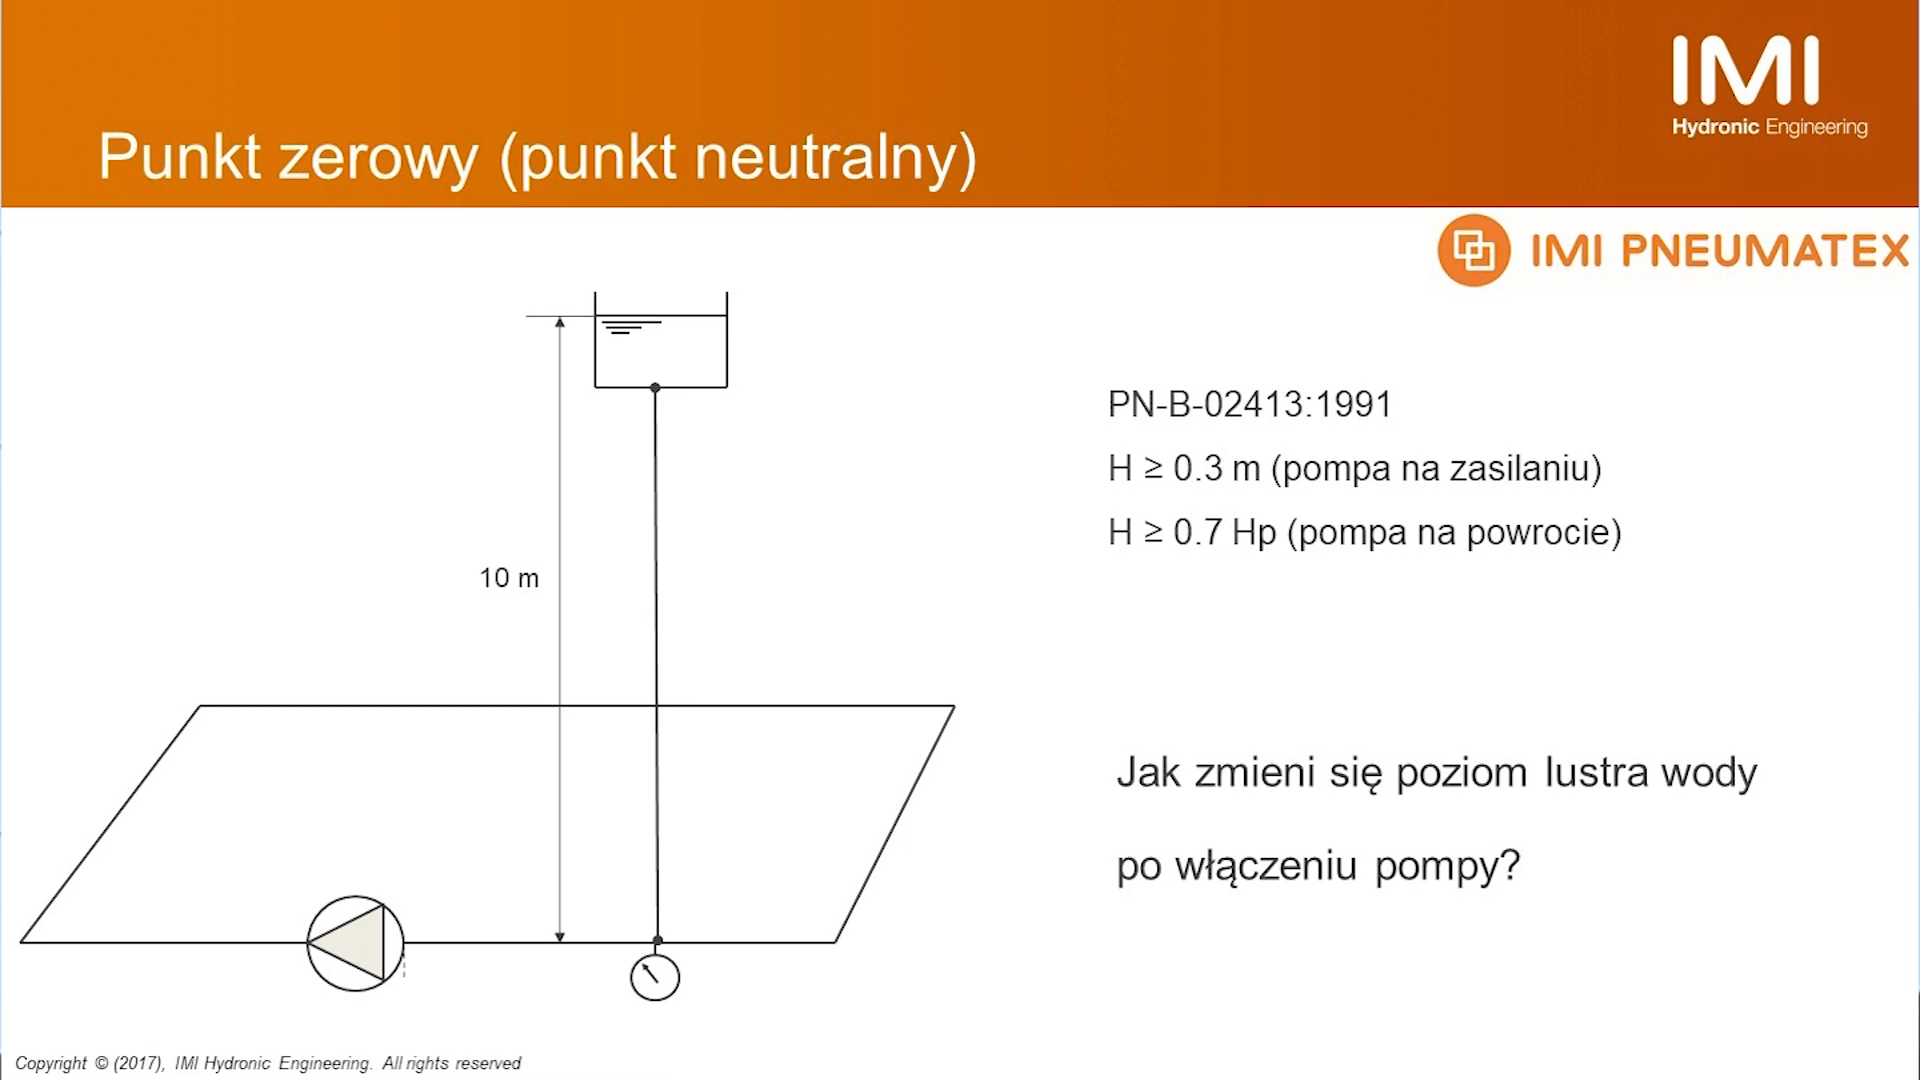 IMI
Hydronic Engineering
Punkt zerowy (punkt neutralny)
IMI PNEUMATEX
PN-B-02413:1991
H ≥ 0.3 m (pompa na zasilaniu)
H ≥ 0.7 Hp (pompa na powrocie)
10 m
Jak zmieni się poziom lustra wody
po włączeniu pompy?
Copyright © (2017), IMI Hydronic Engineering. All rights reserved